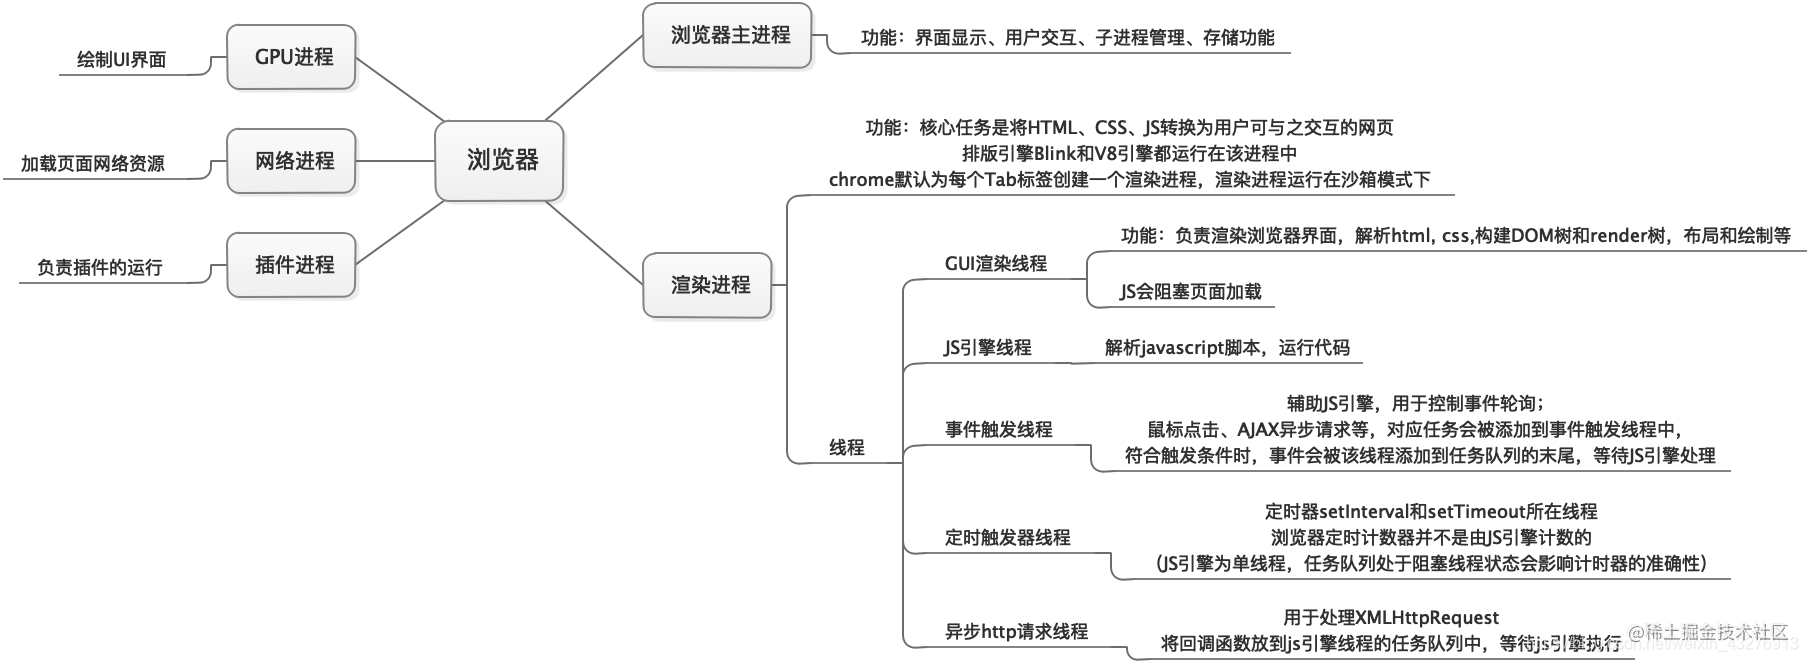 浏览器
GPU进程
绘制UI界面
网络进程
加载页面网络资源
插件进程
负责插件的运行
浏览器主进程
功能：界面显示、用户交互、子进程管理、存储功能
渲染进程
功能：核心任务是将HTML、CSS、JS转换为用户可与之交互的网页
排版引擎Blink和V8引擎都运行在该进程中
chrome默认为每个Tab标签创建一个渲染进程，渲染进程运行在沙箱模式下
线程
GUI渲染线程
功能：负责渲染浏览器界面，解析html, css,构建DOM树和render树，布局和绘制等
JS会阻塞页面加载
JS引擎线程
解析javascript脚本，运行代码
事件触发线程
辅助JS引擎，用于控制事件轮询；
鼠标点击、AJAX异步请求等，对应任务会被添加到事件触发线程中，
符合触发条件时，事件会被该线程添加到任务队列的末尾，等待JS引擎处理
定时触发器线程
定时器setInterval和setTimeout所在线程
浏览器定时计数器并不是由JS引擎计数的
（JS引擎为单线程，任务队列处于阻塞线程状态会影响计时器的准确性）
异步http请求线程
用于处理XMLHttpRequest
将回调函数放到js引擎线程的任务队列中，等待js引擎执行
@稀土掘金技术社区